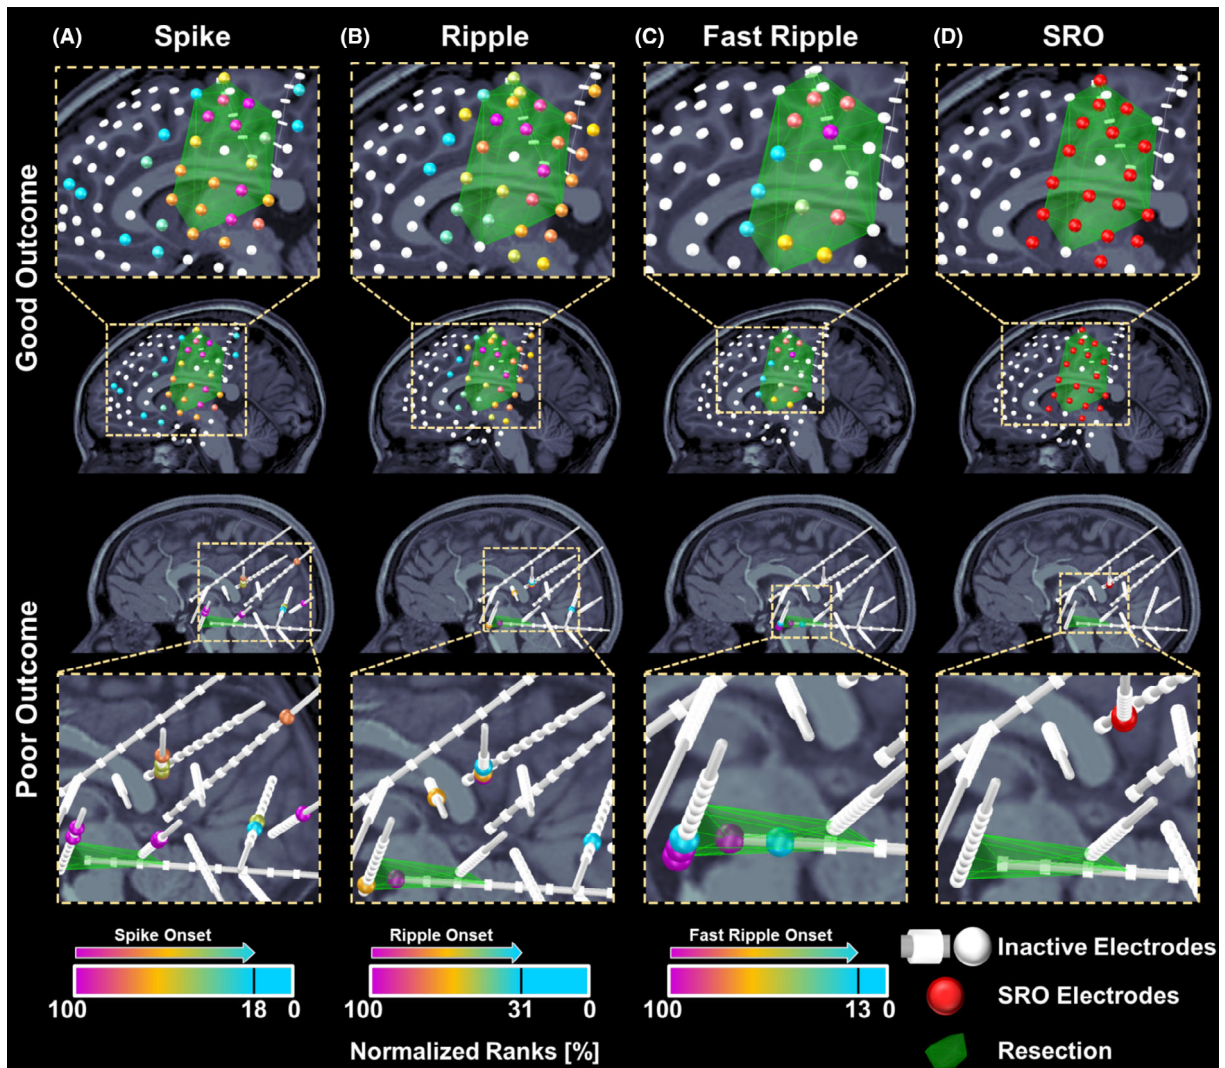 (A) Spike
(B) Ripple
(C) Fast Ripple
(D) SRO
Good Outcome
Poor Outcome
Spike Onset
100 18 0
Ripple Onset
100 31 0
Fast Ripple Onset
100 13 0
Normalized Ranks [%]
Inactive Electrodes
SRO Electrodes
Resection